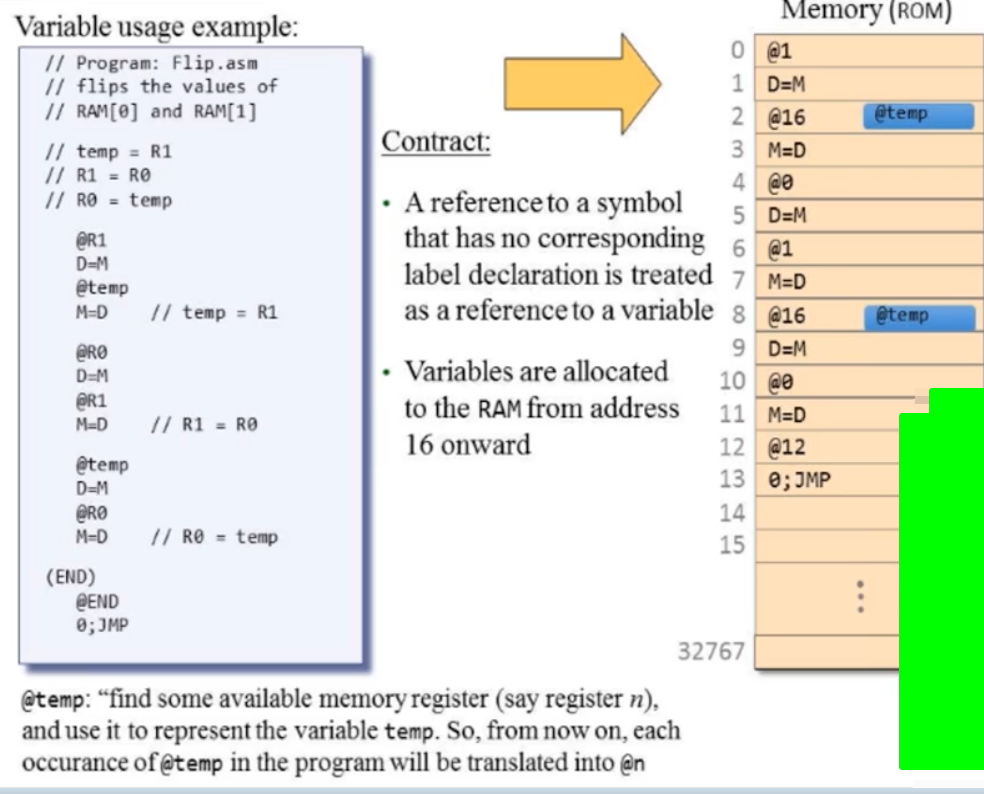 Variable usage example:
// Program: Flip.asm
// flips the values of
// RAM[0] and RAM[1]
// temp = R1
// R1 = R0
// R0 = temp
@R1
D=M
@temp
M=D // temp = R1
@R0
D=M
@R1
M=D // R1 = R0
@temp
D=M
@R0
M=D // R0 = temp
(END)
@END
0;JMP
Contract:
• A reference to a symbol
that has no corresponding
label declaration is treated
as a reference to a variable
• Variables are allocated
to the RAM from address
16 onward
Memory (ROM)
0 @1
1 D=M
2 @16 @temp
3 M=D
4 @0
5 D=M
6 @1
7 M=D
8 @16 @temp
9 D=M
10 @0
11 M=D
12 @12
13 0;JMP
14
15
32767
@temp: “find some available memory register (say register n),
and use it to represent the variable temp. So, from now on, each
occurance of @temp in the program will be translated into @n